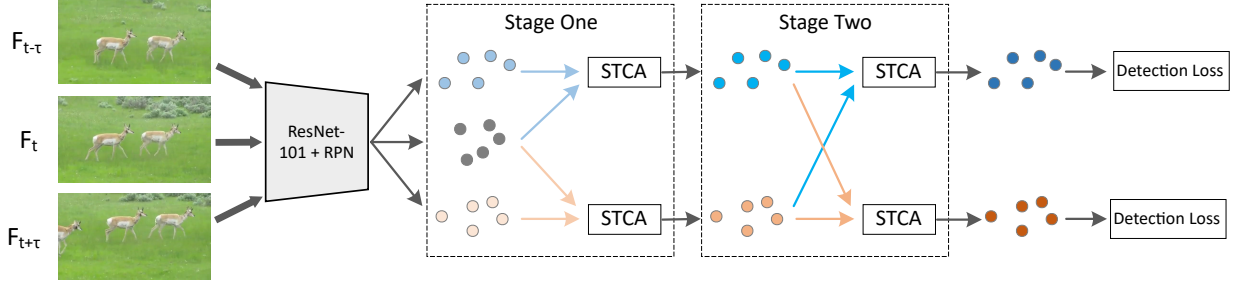 Stage One
Stage Two
F_{t-τ}
STCA
STCA
Detection Loss
F_t
ResNet-
101 + RPN
F_{t+τ}
STCA
STCA
Detection Loss